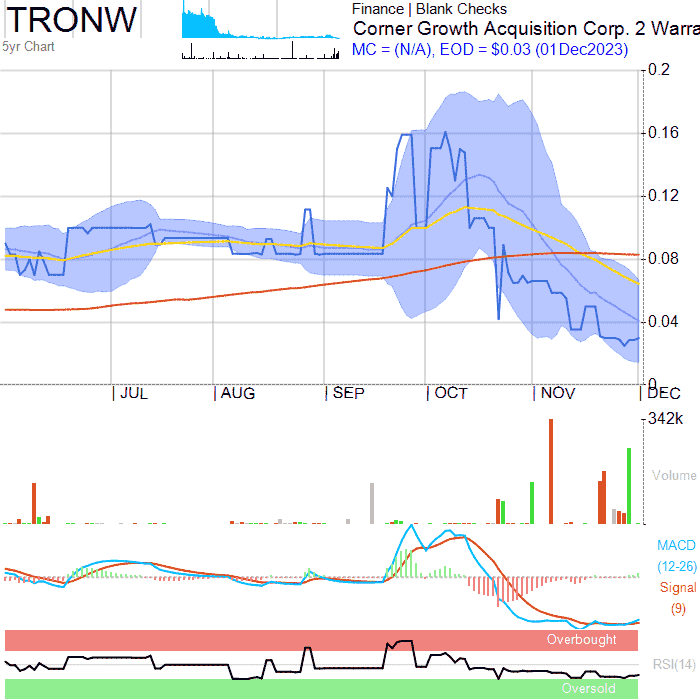 TRONW
5yr Chart
Finance | Blank Checks
Corner Growth Acquisition Corp. 2 Warra
MC = (N/A), EOD = $0.03 (01Dec2023)
0.2
0.16
0.12
0.08
0.04
0
JUL AUG SEP OCT NOV DEC
342k
Volume
MACD
(12-26)
Signal
(9)
Overbought
RSI(14)
Oversold